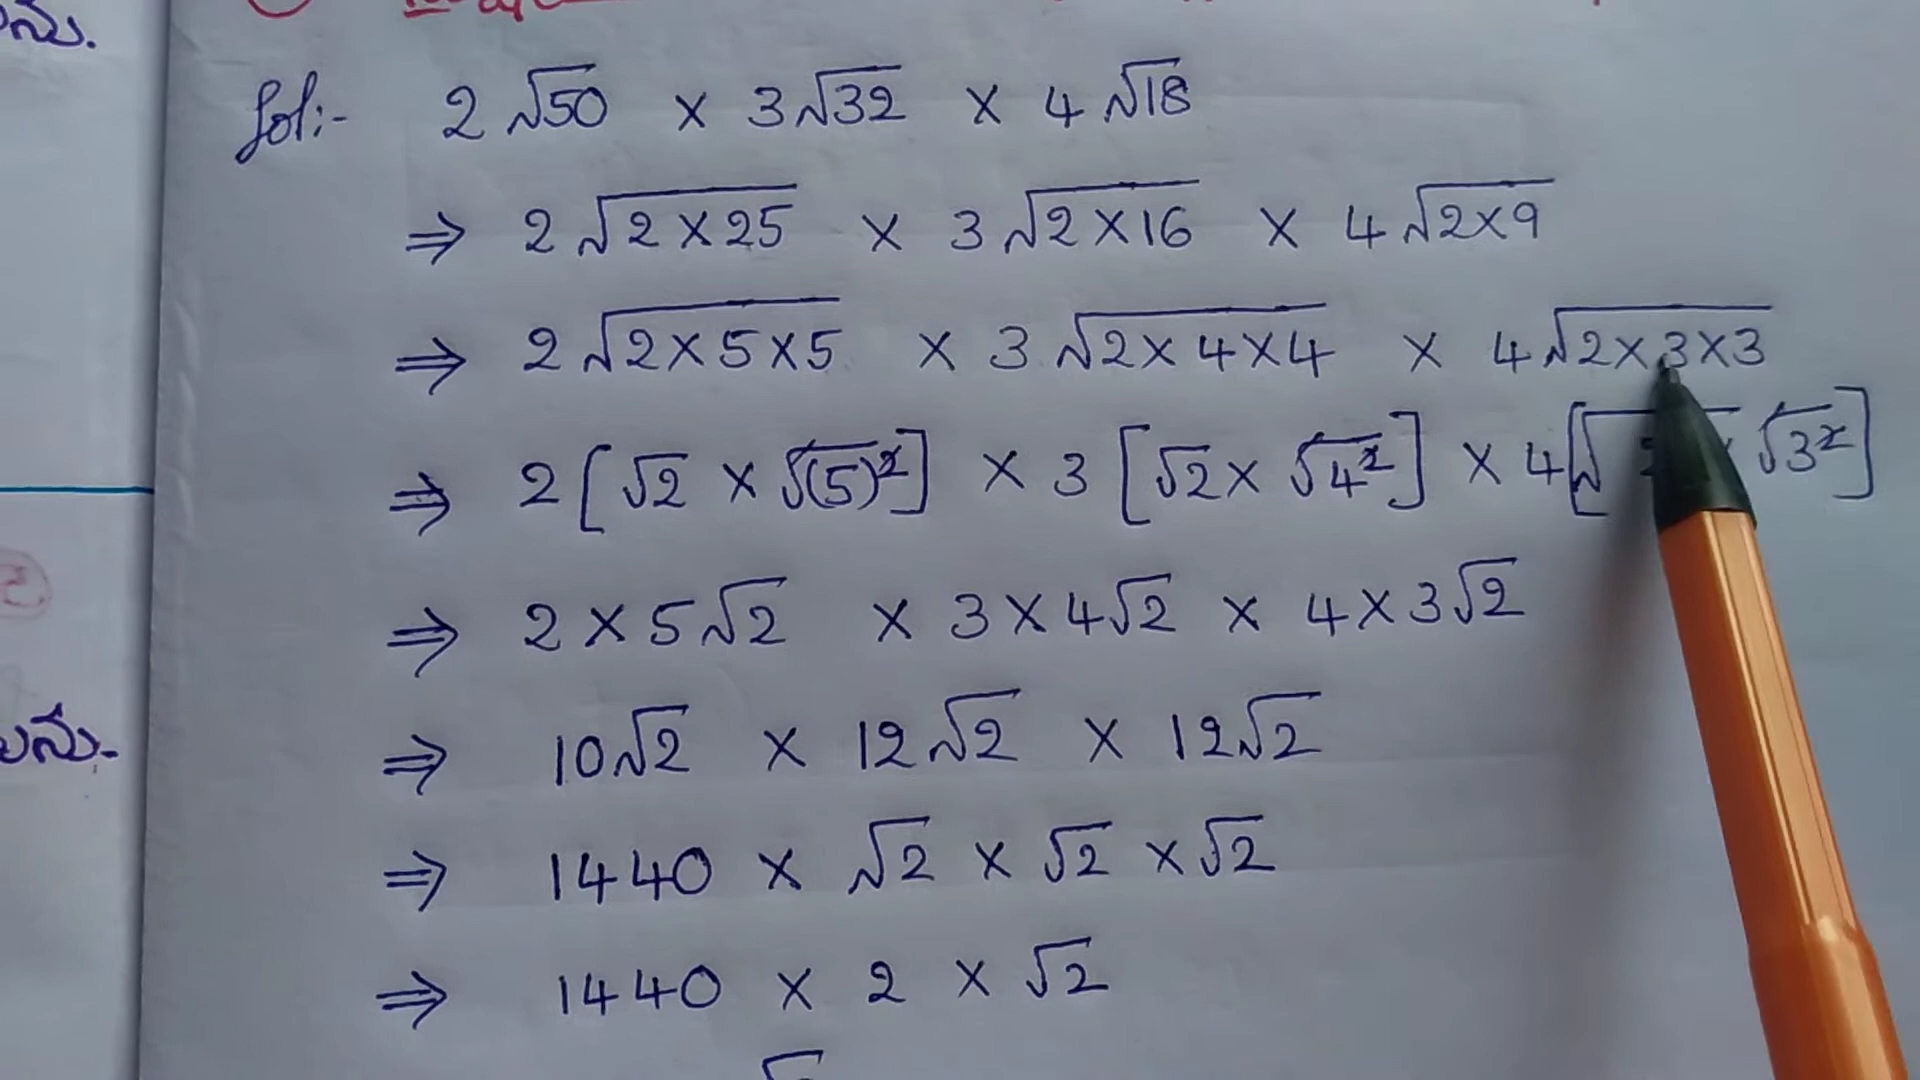 Sol:- 2√50 × 3√32 × 4√18
⇒ 2√2×25 × 3√2×16 × 4√2×9
⇒ 2√2×5×5 × 3√2×4×4 × 4√2×3×3
⇒ 2[√2 × √(5)²] × 3[√2 × √4²] × 4[√ √3²]
⇒ 2×5√2 × 3×4√2 × 4×3√2
⇒ 10√2 × 12√2 × 12√2
⇒ 1440 × √2 × √2 × √2
⇒ 1440 × 2 × √2